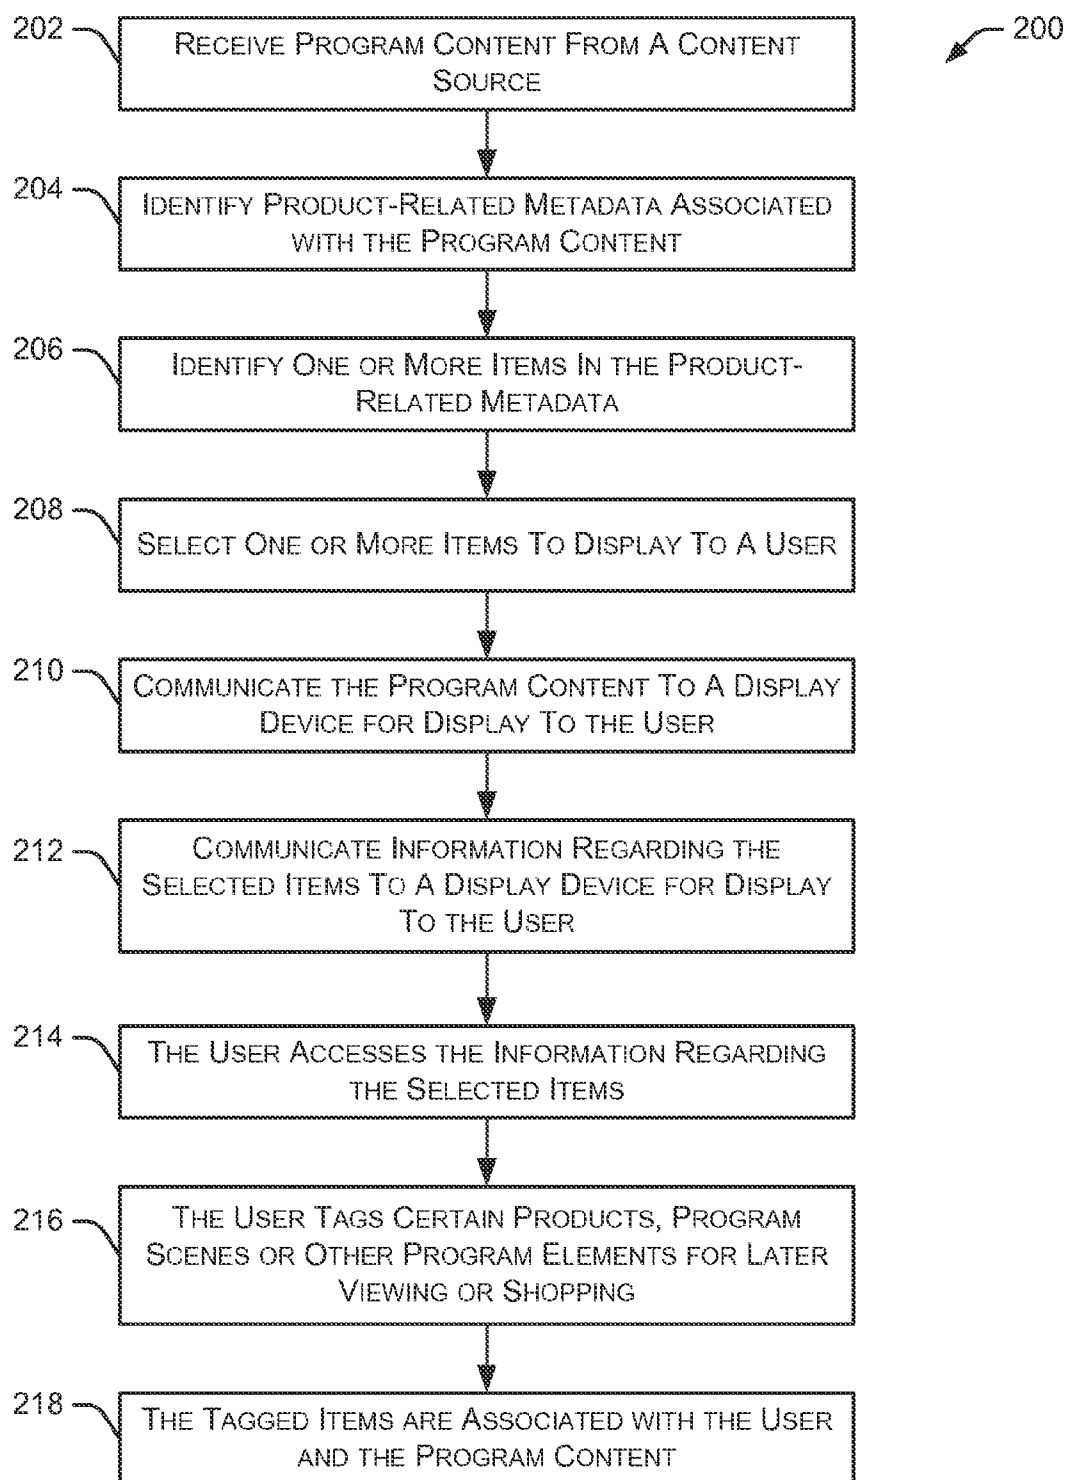 202
RECEIVE PROGRAM CONTENT FROM A CONTENT
SOURCE
200
204
IDENTIFY PRODUCT-RELATED METADATA ASSOCIATED
WITH THE PROGRAM CONTENT
206
IDENTIFY ONE OR MORE ITEMS IN THE PRODUCT-
RELATED METADATA
208
SELECT ONE OR MORE ITEMS TO DISPLAY TO A USER
210
COMMUNICATE THE PROGRAM CONTENT TO A DISPLAY
DEVICE FOR DISPLAY TO THE USER
212
COMMUNICATE INFORMATION REGARDING THE
SELECTED ITEMS TO A DISPLAY DEVICE FOR DISPLAY
TO THE USER
214
THE USER ACCESSES THE INFORMATION REGARDING
THE SELECTED ITEMS
216
THE USER TAGS CERTAIN PRODUCTS, PROGRAM
SCENES OR OTHER PROGRAM ELEMENTS FOR LATER
VIEWING OR SHOPPING
218
THE TAGGED ITEMS ARE ASSOCIATED WITH THE USER
AND THE PROGRAM CONTENT